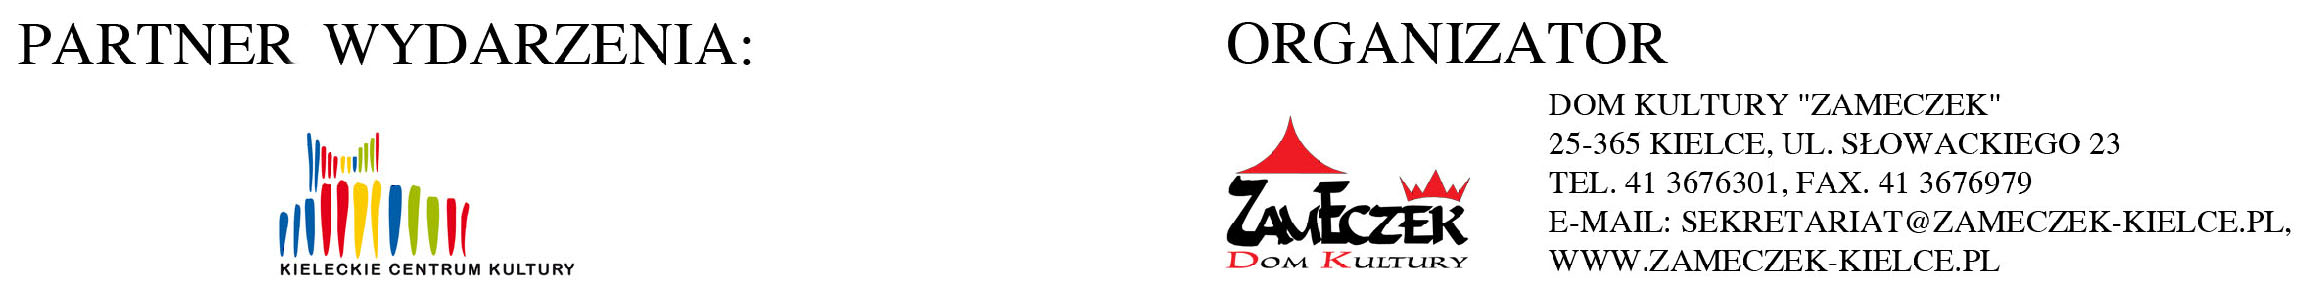 PARTNER WYDARZENIA:
KIELECKIE CENTRUM KULTURY
ORGANIZATOR
ZAMECZEK
DOM KULTURY
DOM KULTURY "ZAMECZEK"
25-365 KIELCE, UL. SŁOWACKIEGO 23
TEL. 41 3676301, FAX. 41 3676979
E-MAIL: SEKRETARIAT@ZAMECZEK-KIELCE.PL,
WWW.ZAMECZEK-KIELCE.PL